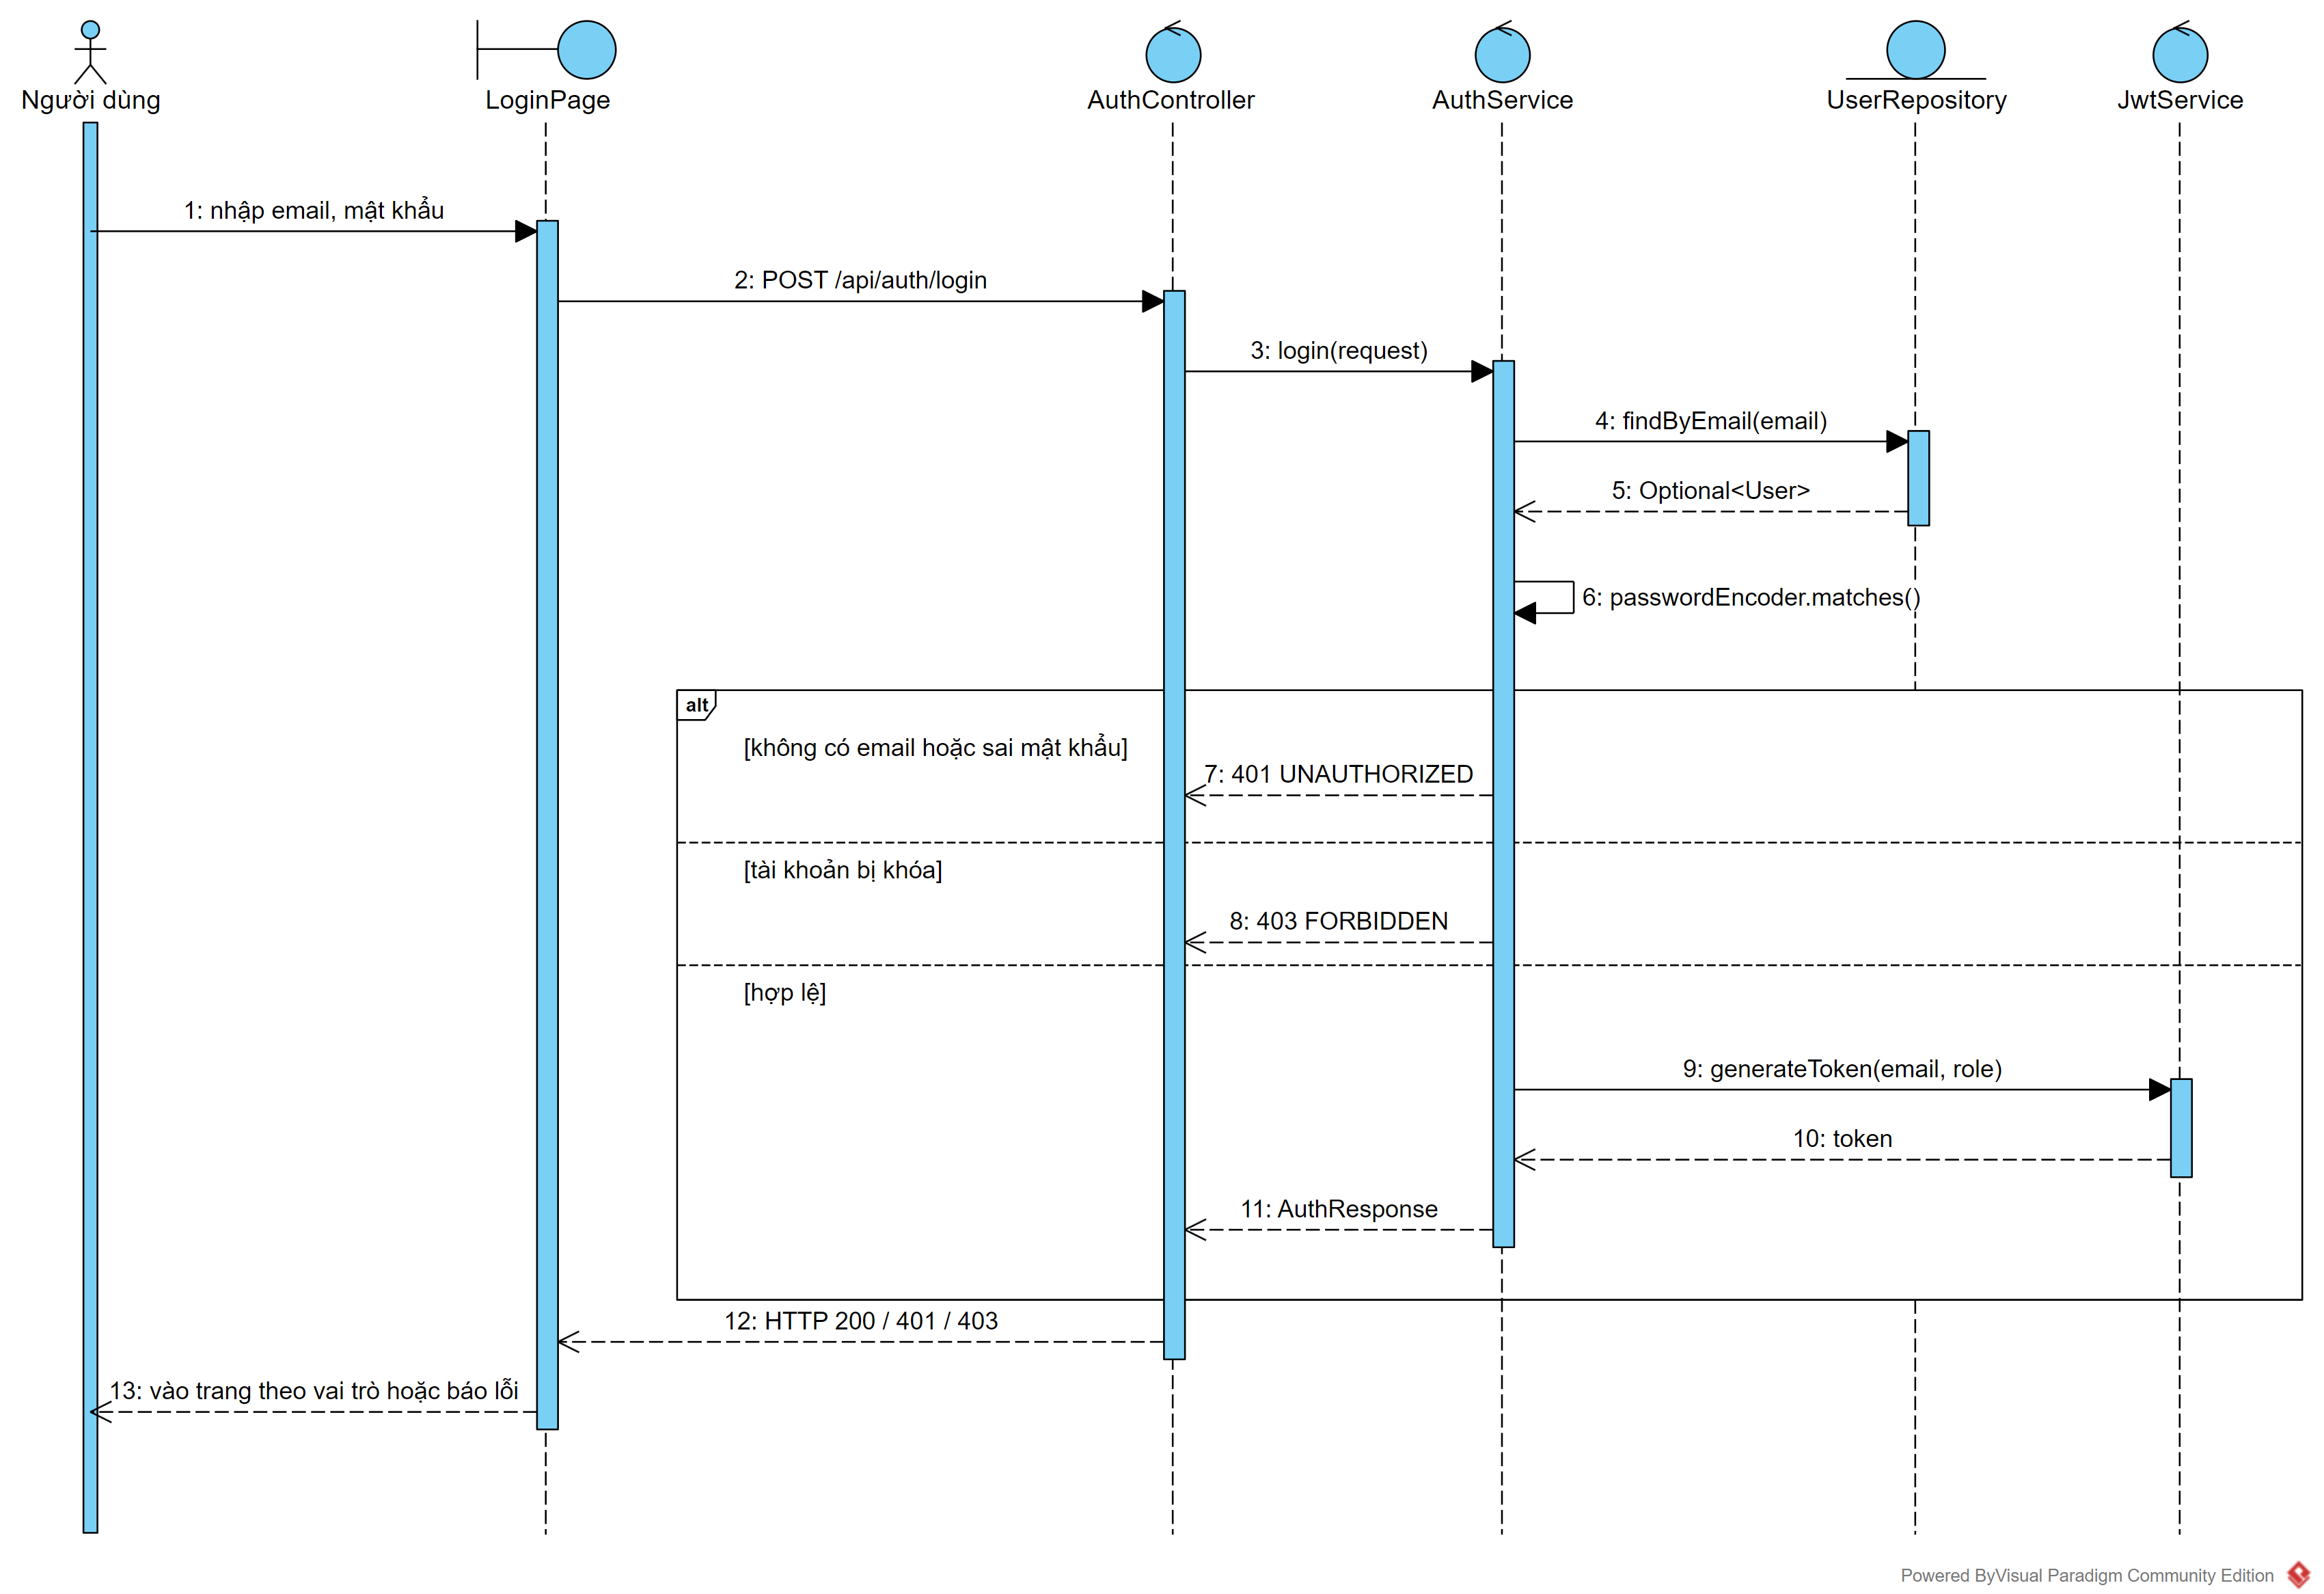 Người dùng
LoginPage
AuthController
AuthService
UserRepository
JwtService
1: nhập email, mật khẩu
2: POST /api/auth/login
3: login(request)
4: findByEmail(email)
5: Optional<User>
6: passwordEncoder.matches()
alt
[không có email hoặc sai mật khẩu]
7: 401 UNAUTHORIZED
[tài khoản bị khóa]
8: 403 FORBIDDEN
[hợp lệ]
9: generateToken(email, role)
10: token
11: AuthResponse
12: HTTP 200 / 401 / 403
13: vào trang theo vai trò hoặc báo lỗi
Powered ByVisual Paradigm Community Edition